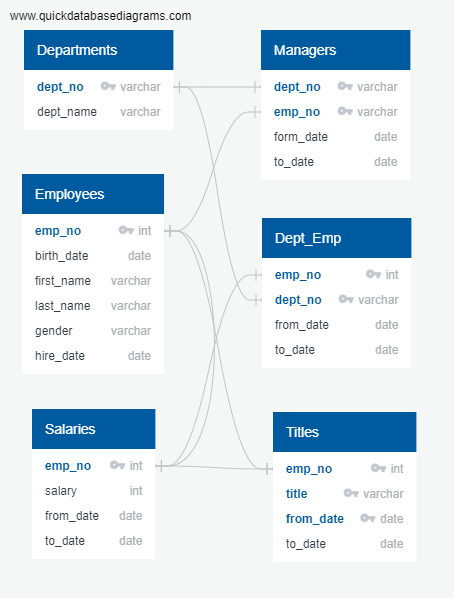 www.quickdatabasediagrams.com
Departments
dept_no varchar
dept_name varchar
Managers
dept_no varchar
emp_no varchar
form_date date
to_date date
Employees
emp_no int
birth_date date
first_name varchar
last_name varchar
gender varchar
hire_date date
Dept_Emp
emp_no int
dept_no varchar
from_date date
to_date date
Salaries
emp_no int
salary int
from_date date
to_date date
Titles
emp_no int
title varchar
from_date date
to_date date